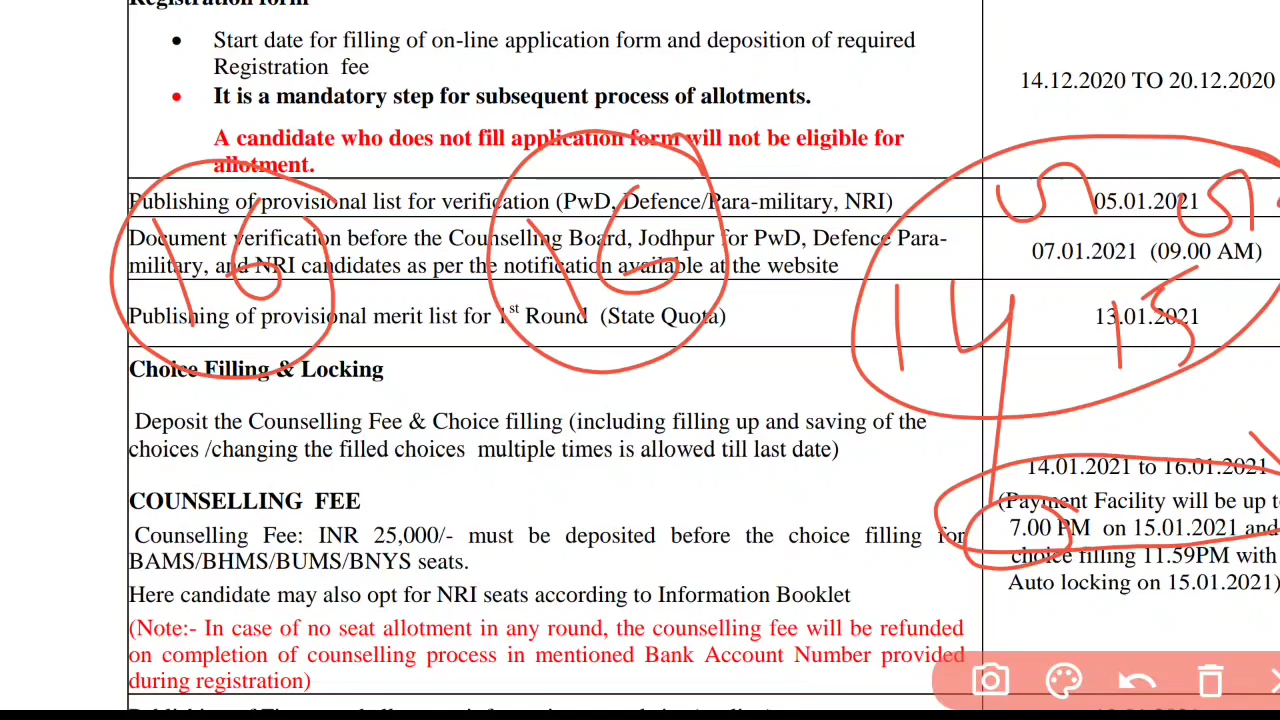 Registration form
• Start date for filling of on-line application form and deposition of required
Registration fee
14.12.2020 TO 20.12.2020
• It is a mandatory step for subsequent process of allotments.
A candidate who does not fill application form will not be eligible for
allotment.
Publishing of provisional list for verification (PwD, Defence/Para-military, NRI)
05.01.2021
Document verification before the Counselling Board, Jodhpur for PwD, Defence Para-
military, and NRI candidates as per the notification available at the website
07.01.2021 (09.00 AM)
Publishing of provisional merit list for 1st Round (State Quota)
13.01.2021
16
16
14 15
Choice Filling & Locking
Deposit the Counselling Fee & Choice filling (including filling up and saving of the
choices /changing the filled choices multiple times is allowed till last date)
COUNSELLING FEE
Counselling Fee: INR 25,000/- must be deposited before the choice filling for
BAMS/BHMS/BUMS/BNYS seats.
Here candidate may also opt for NRI seats according to Information Booklet
(Note:- In case of no seat allotment in any round, the counselling fee will be refunded
on completion of counselling process in mentioned Bank Account Number provided
during registration)
14.01.2021 to 16.01.2021
(Payment Facility will be up to
7.00 PM on 15.01.2021 and
choice filling 11.59PM with
Auto locking on 15.01.2021)